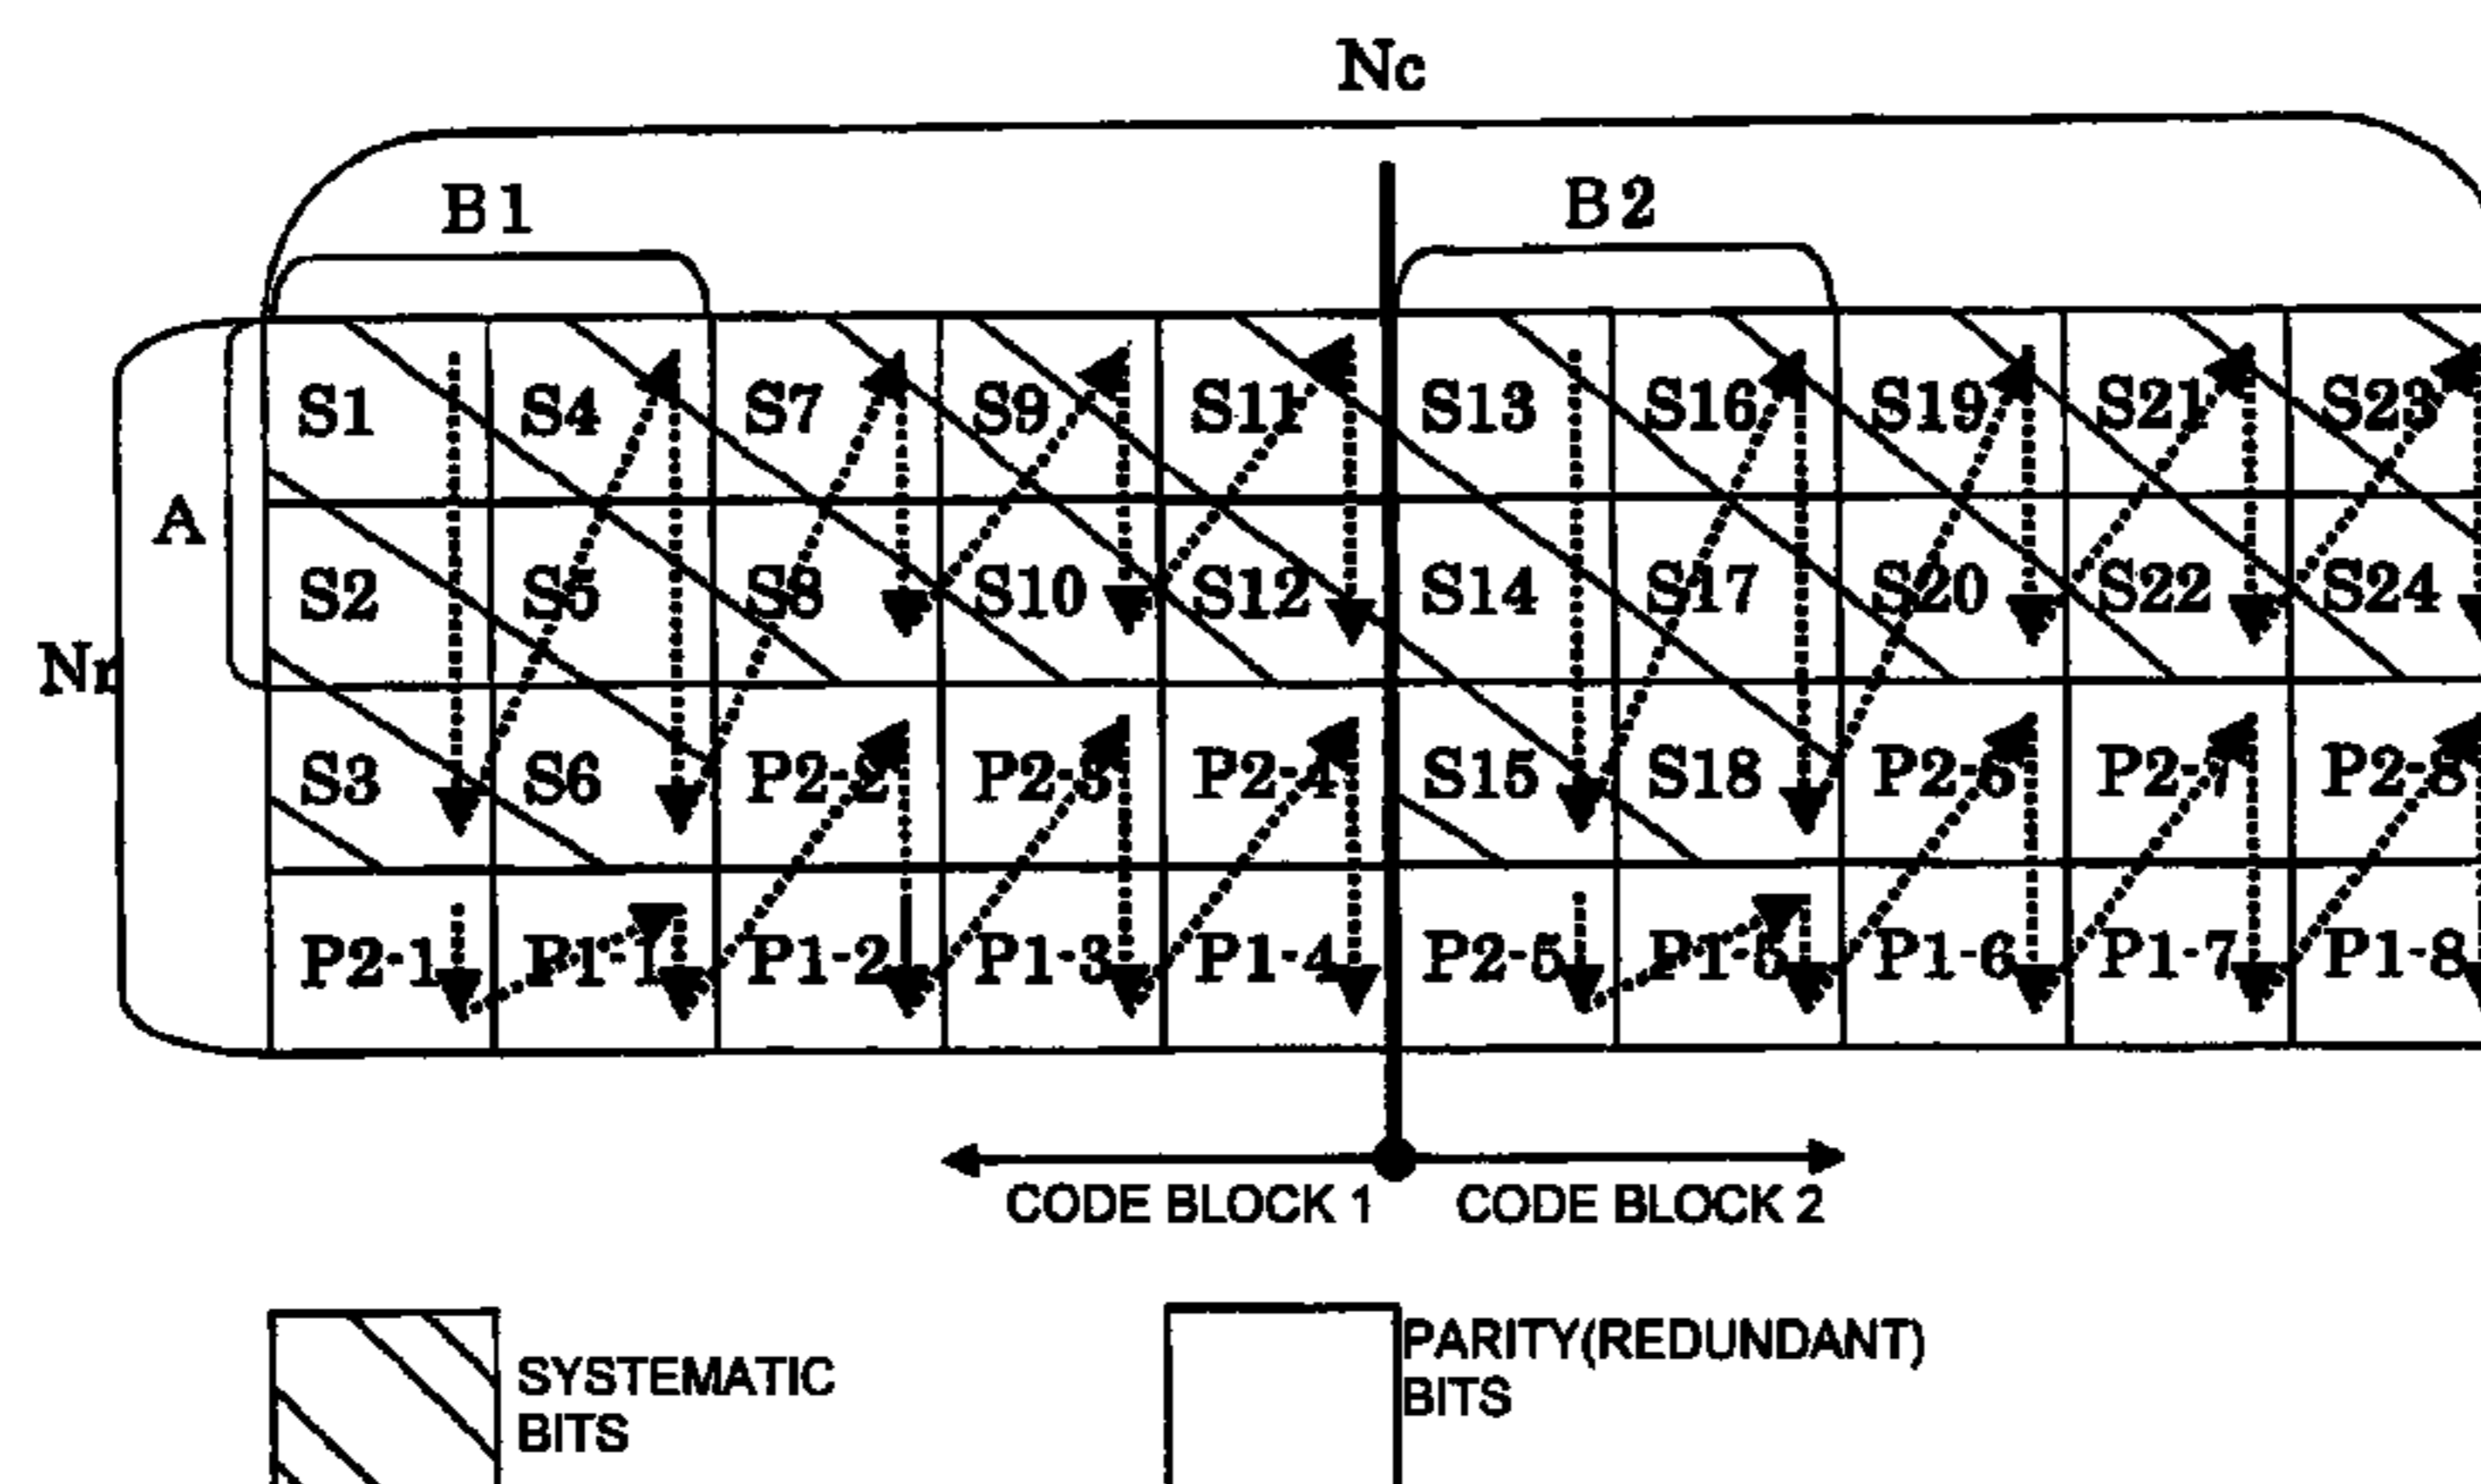 Nc
B1 B2
S1 S4 S7 S9 S11 S13 S16 S19 S21 S23
A
S2 S5 S8 S10 S12 S14 S17 S20 S22 S24
Nr
S3 S6 P2-2 P2-3 P2-4 S15 S18 P2-6 P2-7 P2-8
P2-1 P1-1 P1-2 P1-3 P1-4 P2-5 P1-5 P1-6 P1-7 P1-8
CODE BLOCK 1 CODE BLOCK 2
SYSTEMATIC
BITS
PARITY(REDUNDANT)
BITS